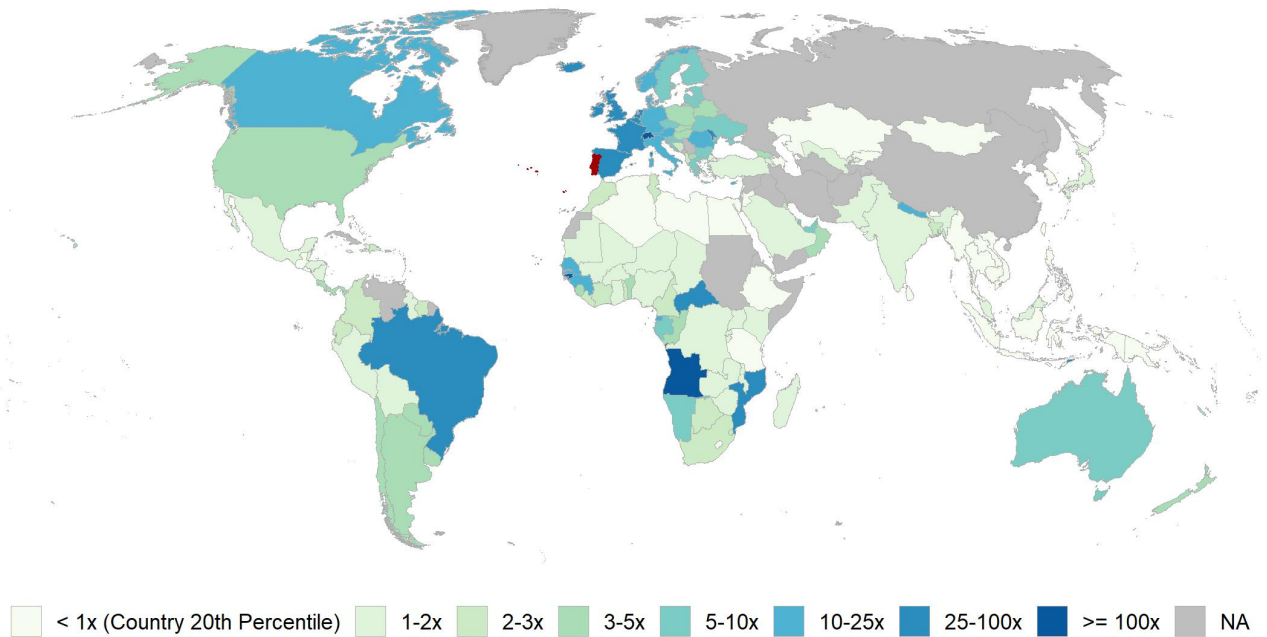 < 1x (Country 20th Percentile) 1-2x 2-3x 3-5x 5-10x 10-25x 25-100x >= 100x NA